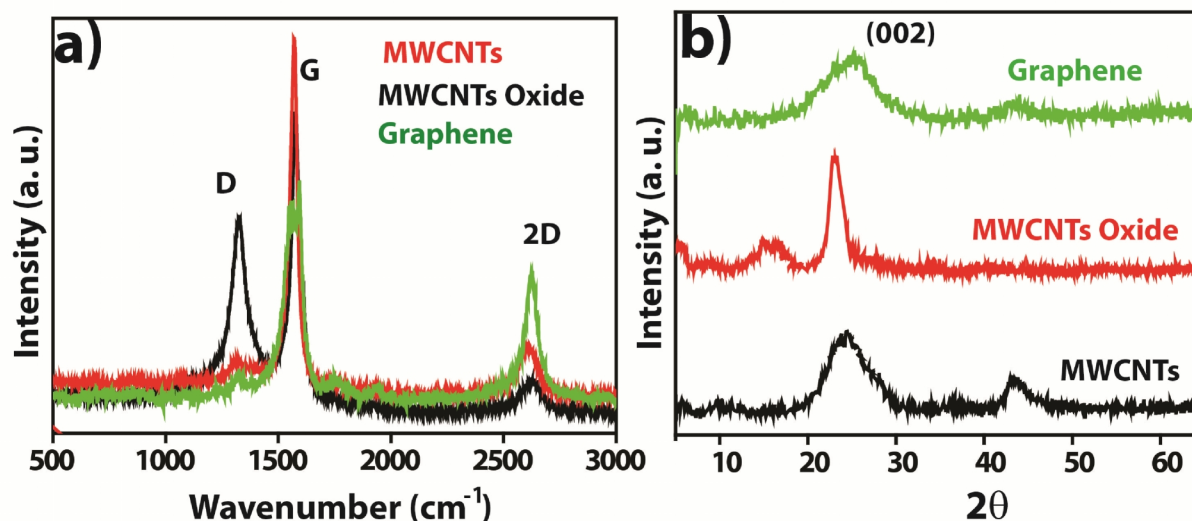 a)
MWCNTs
G
MWCNTs Oxide
Graphene
D
2D
Intensity (a. u.)
500 1000 1500 2000 2500 3000
Wavenumber (cm⁻¹)
b)
(002)
Graphene
MWCNTs Oxide
MWCNTs
Intensity (a. u.)
10 20 30 40 50 60
2θ